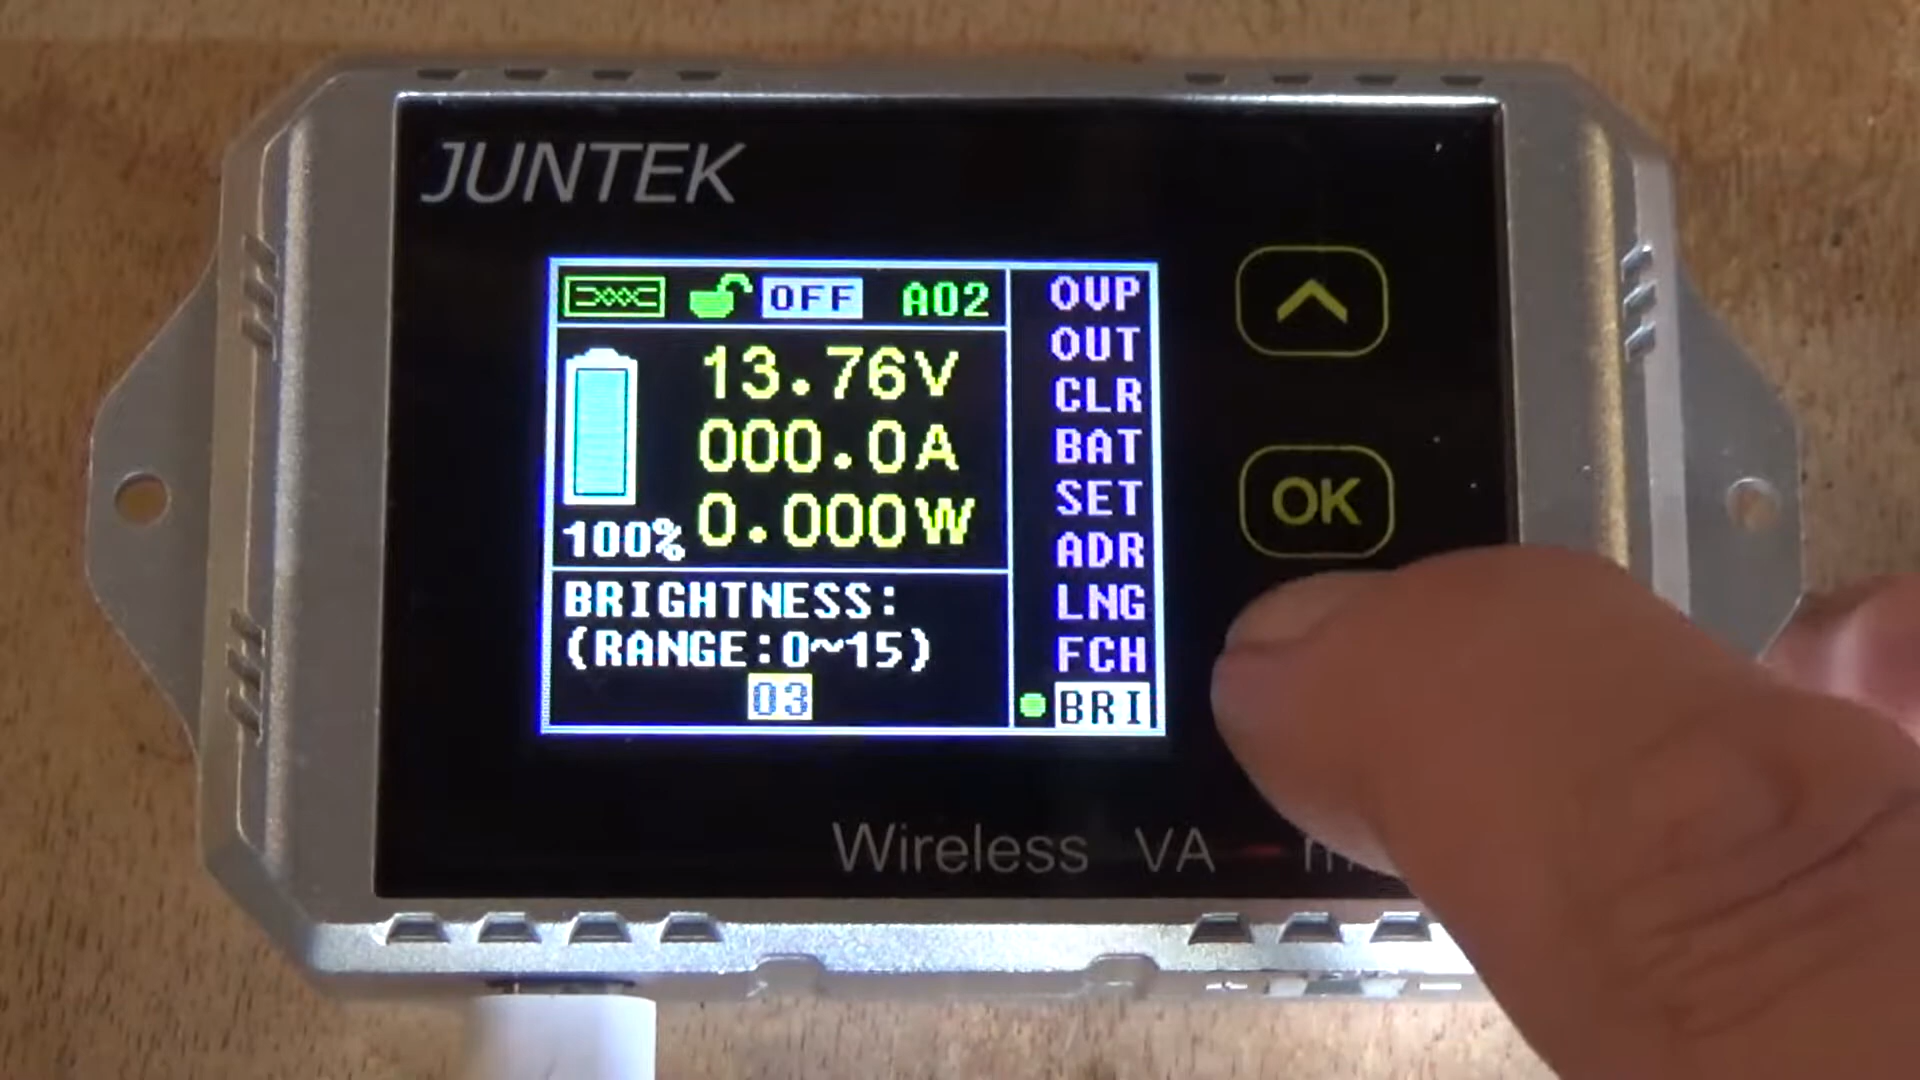 JUNTEK
OFF A02
13.76V
000.0A
0.000W
100%
BRIGHTNESS:
(RANGE:0~15)
03
OVP
OUT
CLR
BAT
SET
ADR
LNG
FCH
BRI
OK
Wireless VA